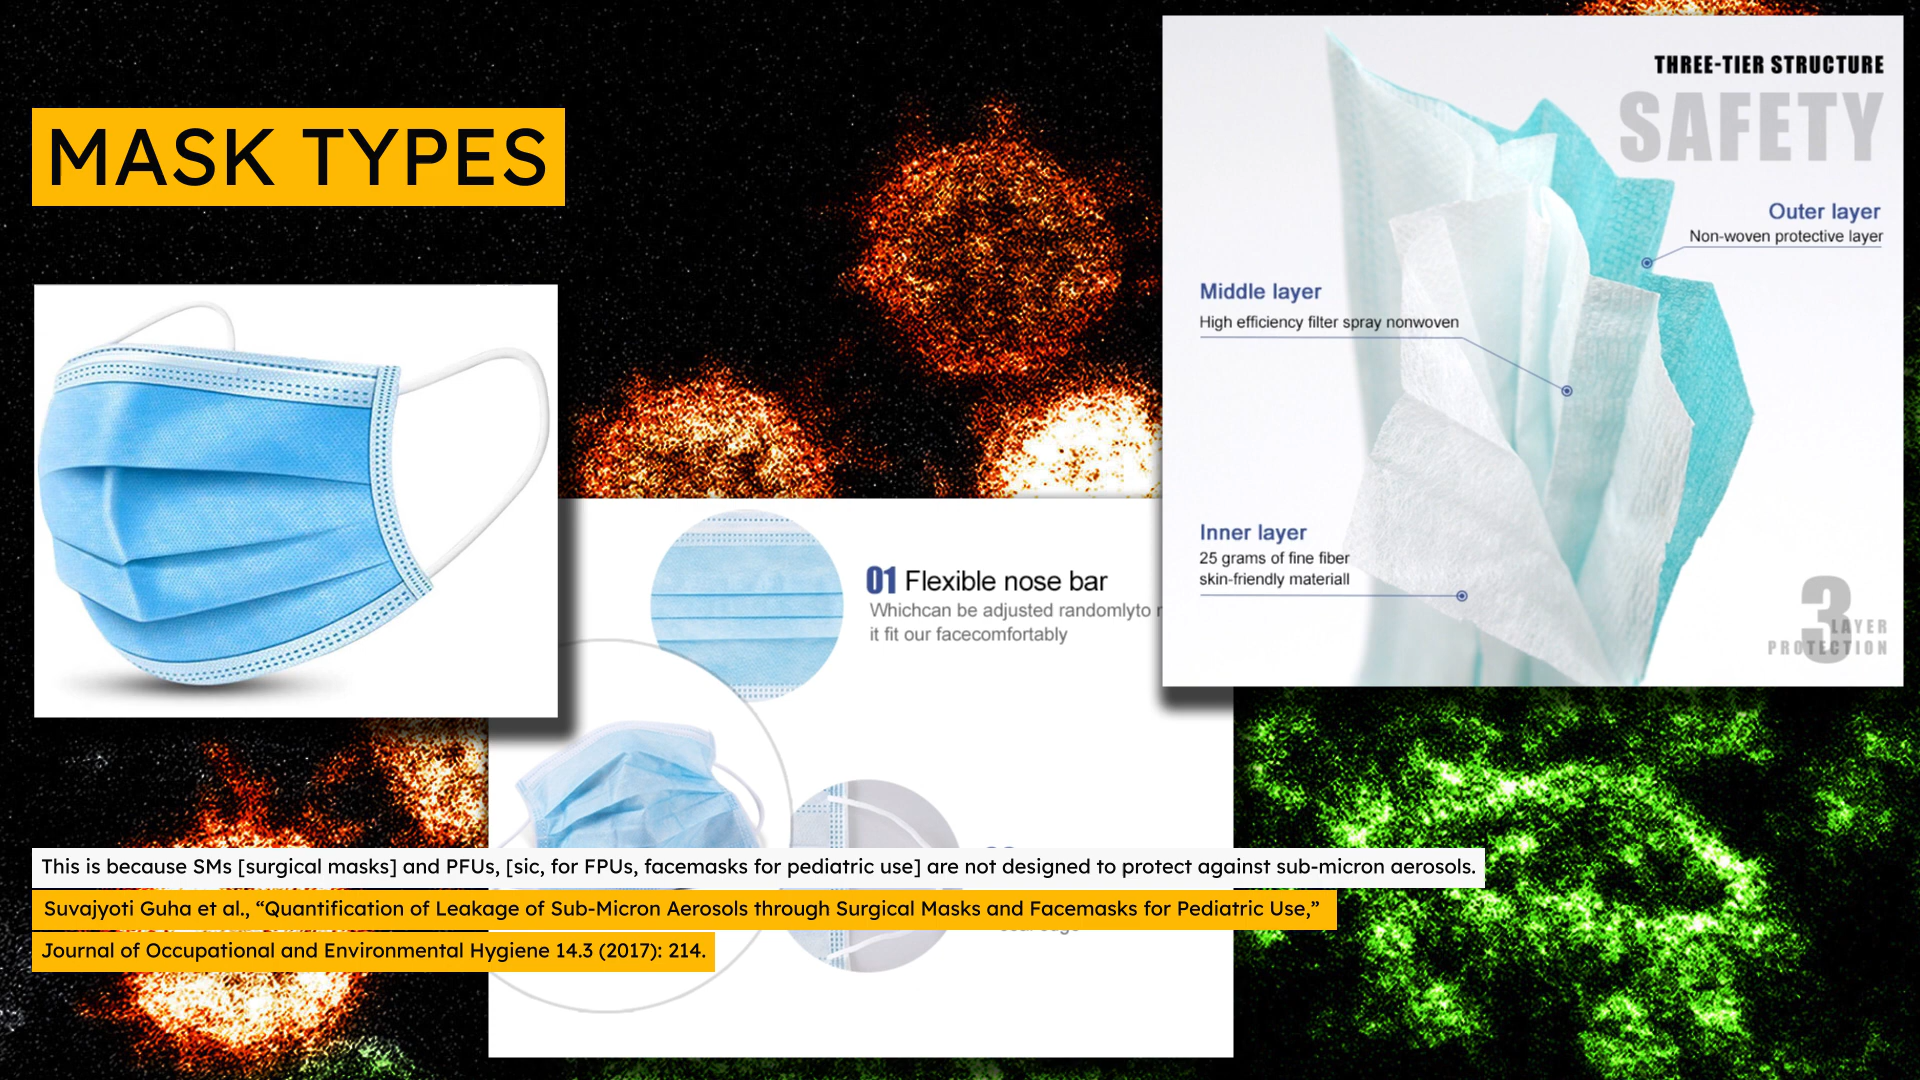 MASK TYPES
THREE-TIER STRUCTURE
SAFETY
Outer layer
Non-woven protective layer
Middle layer
High efficiency filter spray nonwoven
Inner layer
25 grams of fine fiber
skin-friendly materiall
3
LAYER
PROTECTION
01 Flexible nose bar
Whichcan be adjusted randomlyto
it fit our facecomfortably
This is because SMs [surgical masks] and PFUs, [sic, for FPUs, facemasks for pediatric use] are not designed to protect against sub-micron aerosols.
Suvajyoti Guha et al., “Quantification of Leakage of Sub-Micron Aerosols through Surgical Masks and Facemasks for Pediatric Use,”
Journal of Occupational and Environmental Hygiene 14.3 (2017): 214.